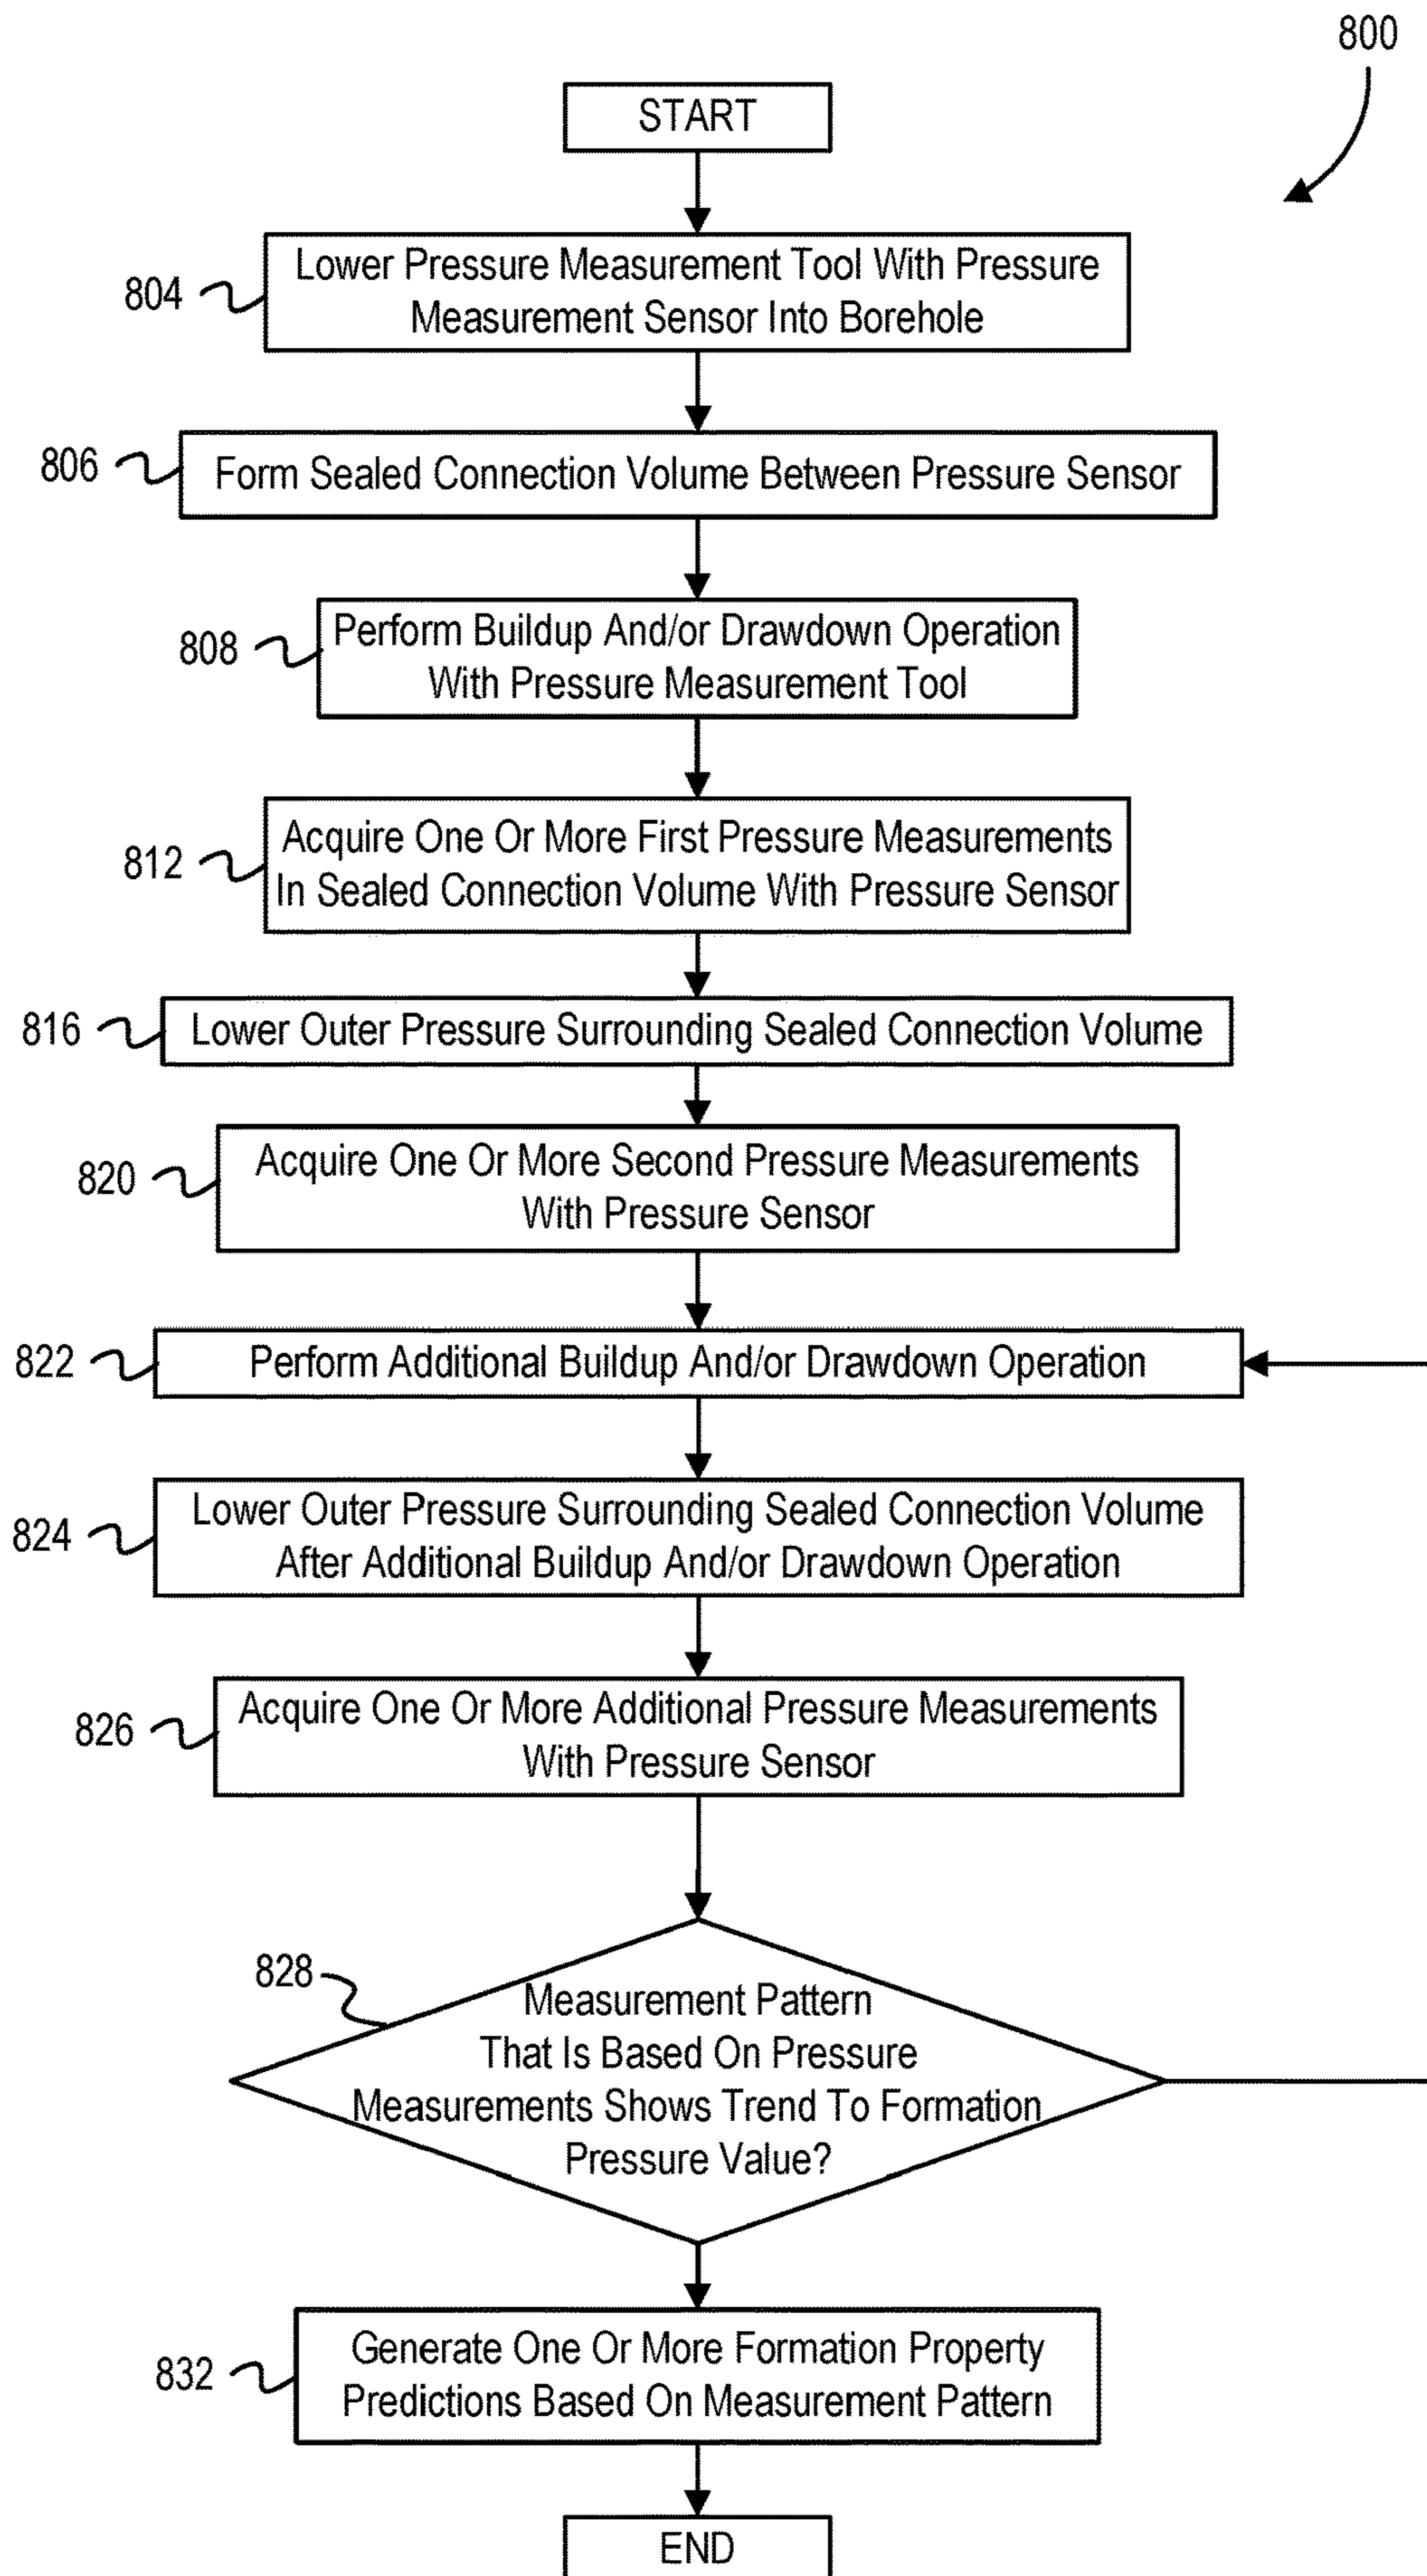 800
START
804
Lower Pressure Measurement Tool With Pressure
Measurement Sensor Into Borehole
806
Form Sealed Connection Volume Between Pressure Sensor
808
Perform Buildup And/or Drawdown Operation
With Pressure Measurement Tool
812
Acquire One Or More First Pressure Measurements
In Sealed Connection Volume With Pressure Sensor
816
Lower Outer Pressure Surrounding Sealed Connection Volume
820
Acquire One Or More Second Pressure Measurements
With Pressure Sensor
822
Perform Additional Buildup And/or Drawdown Operation
824
Lower Outer Pressure Surrounding Sealed Connection Volume
After Additional Buildup And/or Drawdown Operation
826
Acquire One Or More Additional Pressure Measurements
With Pressure Sensor
828
Measurement Pattern
That Is Based On Pressure
Measurements Shows Trend To Formation
Pressure Value?
832
Generate One Or More Formation Property
Predictions Based On Measurement Pattern
END